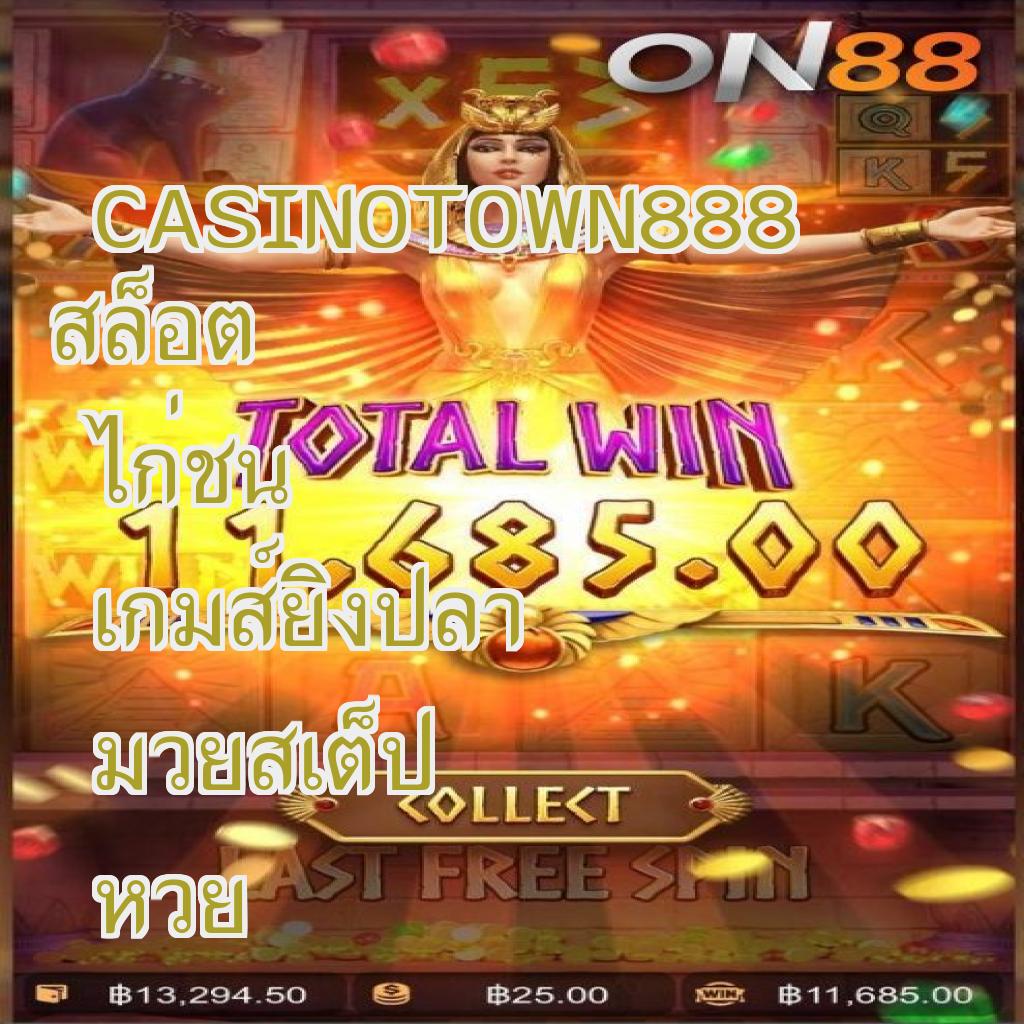 ON88
x53
Q
K 5
CASINOTOWN888
สล็อต
TOTAL WIN
ไก่ชน
11,685.00
เกมส์ยิงปลา
A K
มวยสเต็ป
COLLECT
LAST FREE SPIN
หวย
฿13,294.50 ฿25.00 WIN ฿11,685.00